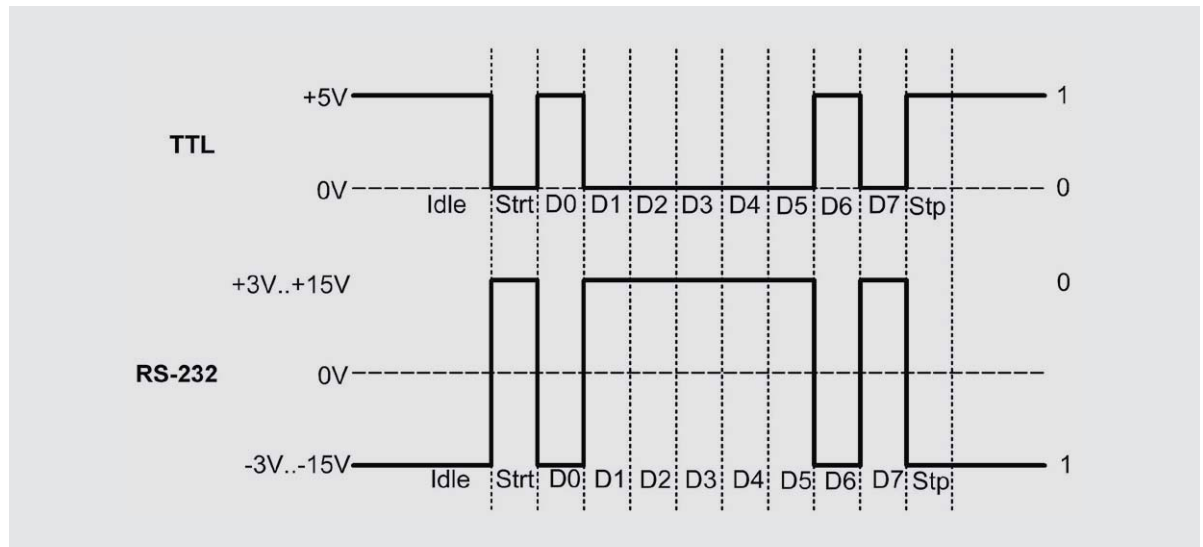 +5V 1
TTL
0V 0
Idle Strt D0 D1 D2 D3 D4 D5 D6 D7 Stp
+3V..+15V 0
RS-232 0V
-3V..-15V 1
Idle Strt D0 D1 D2 D3 D4 D5 D6 D7 Stp